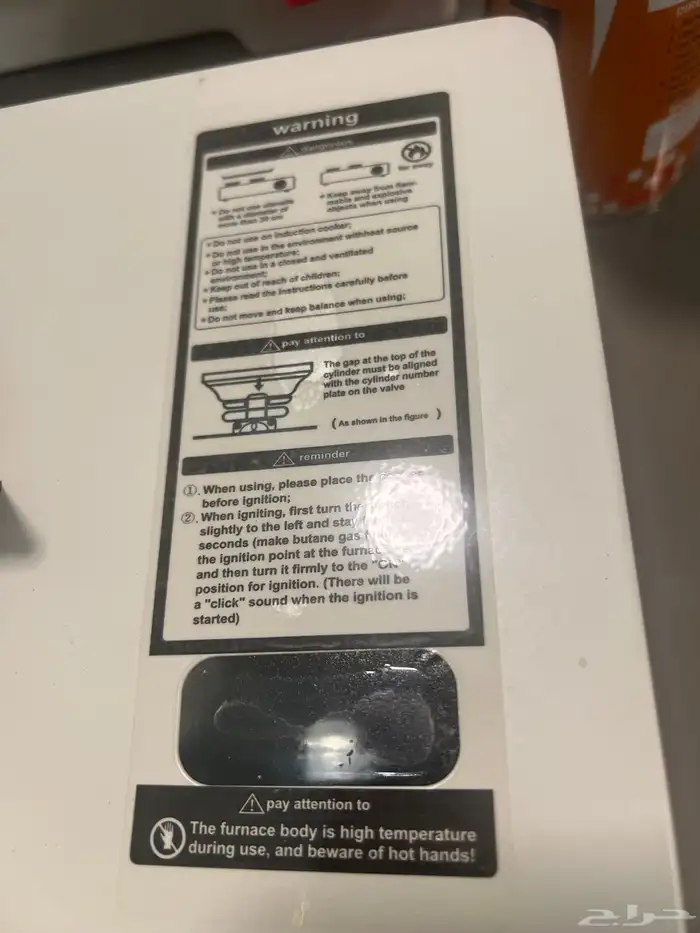 warning
dangerous
for away
• Do not use utensils
with a diameter of
more than 30 cm
• Keep away from flam-
mable and explosive
objects when using
• Do not use on induction cooker;
• Do not use in the environment withheat source
or high temperature;
• Do not use in a closed and ventilated
environment;
• Keep out of reach of children;
• Please read the instructions carefully before
use;
• Do not move and keep balance when using;
pay attention to
The gap at the top of the
cylinder must be aligned
with the cylinder number
plate on the valve
( As shown in the figure )
reminder
①. When using, please place the
before ignition;
②. When igniting, first turn the
slightly to the left and stay
seconds (make butane gas
the ignition point at the furnac
and then turn it firmly to the "ON"
position for ignition. (There will be
a "click" sound when the ignition is
started)
pay attention to
The furnace body is high temperature
during use, and beware of hot hands!
حراج